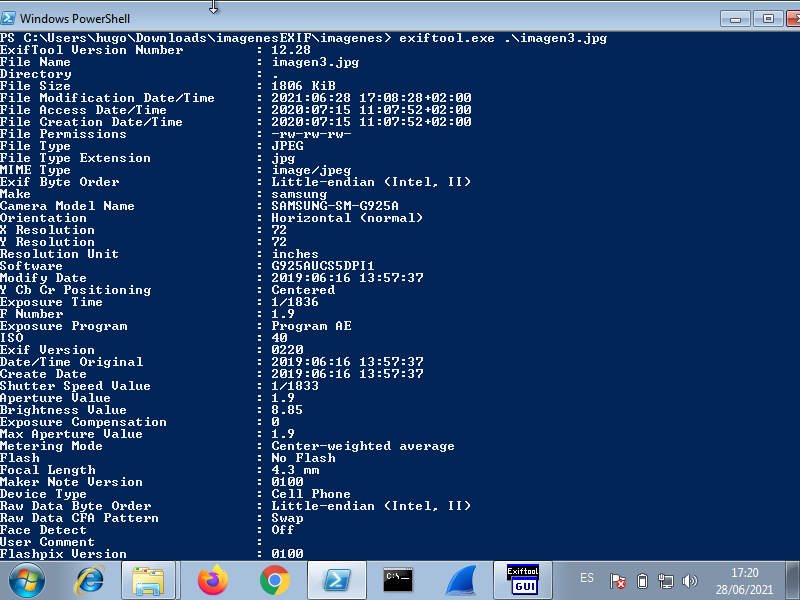 Windows PowerShell
PS C:\Users\hugo\Downloads\imagenesEXIF\imagenes> exiftool.exe .\imagen3.jpg
ExifTool Version Number : 12.28
File Name : imagen3.jpg
Directory : .
File Size : 1806 KiB
File Modification Date/Time : 2021:06:28 17:08:28+02:00
File Access Date/Time : 2020:07:15 11:07:52+02:00
File Creation Date/Time : 2020:07:15 11:07:52+02:00
File Permissions : -rw-rw-rw-
File Type : JPEG
File Type Extension : jpg
MIME Type : image/jpeg
Exif Byte Order : Little-endian (Intel, II)
Make : samsung
Camera Model Name : SAMSUNG-SM-G925A
Orientation : Horizontal (normal)
X Resolution : 72
Y Resolution : 72
Resolution Unit : inches
Software : G925AUCS5DPI1
Modify Date : 2019:06:16 13:57:37
Y Cb Cr Positioning : Centered
Exposure Time : 1/1836
F Number : 1.9
Exposure Program : Program AE
ISO : 40
Exif Version : 0220
Date/Time Original : 2019:06:16 13:57:37
Create Date : 2019:06:16 13:57:37
Shutter Speed Value : 1/1833
Aperture Value : 1.9
Brightness Value : 8.85
Exposure Compensation : 0
Max Aperture Value : 1.9
Metering Mode : Center-weighted average
Flash : No Flash
Focal Length : 4.3 mm
Maker Note Version : 0100
Device Type : Cell Phone
Raw Data Byte Order : Little-endian (Intel, II)
Raw Data CFA Pattern : Swap
Face Detect : Off
User Comment :
Flashpix Version : 0100
C:\
Exiftool
GUI
ES
17:20
28/06/2021